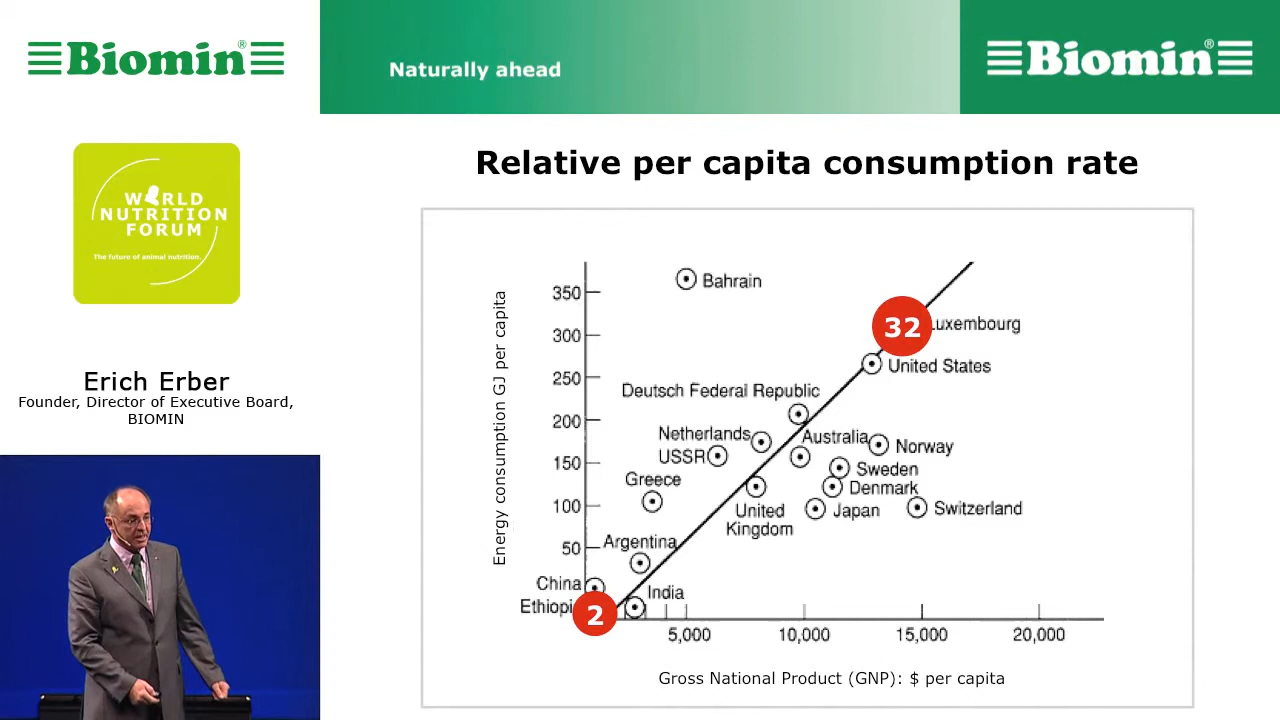 Biomin®
Naturally ahead
Biomin®
WORLD
NUTRITION
FORUM
The future of animal nutrition.
Erich Erber
Founder, Director of Executive Board,
BIOMIN
Relative per capita consumption rate
Energy consumption GJ per capita
350
300
250
200
150
100
50
Bahrain
32
Luxembourg
United States
Deutsch Federal Republic
Netherlands
Australia
Norway
USSR
Sweden
Greece
Denmark
United
Kingdom
Japan
Switzerland
Argentina
China
India
Ethiopi
2
5,000
10,000
15,000
20,000
Gross National Product (GNP): $ per capita